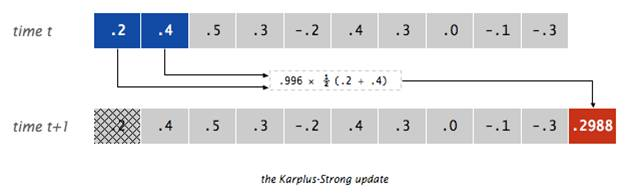 time t .2 .4 .5 .3 -.2 .4 .3 .0 -.1 -.3
.996 × ½ (.2 + .4)
time t+1 .2 .4 .5 .3 -.2 .4 .3 .0 -.1 -.3 .2988
the Karplus-Strong update